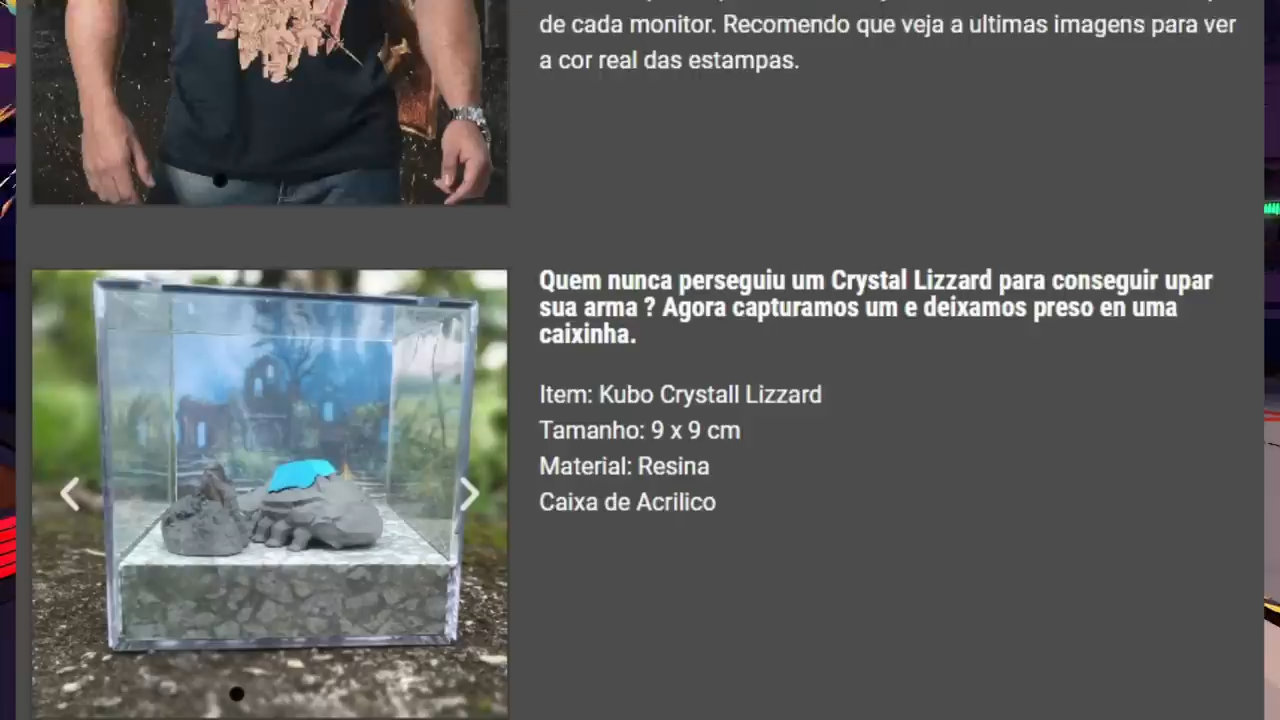 de cada monitor. Recomendo que veja a ultimas imagens para ver
a cor real das estampas.
Quem nunca perseguiu um Crystal Lizzard para conseguir upar
sua arma ? Agora capturamos um e deixamos preso en uma
caixinha.
Item: Kubo Crystall Lizzard
Tamanho: 9 x 9 cm
Material: Resina
Caixa de Acrilico